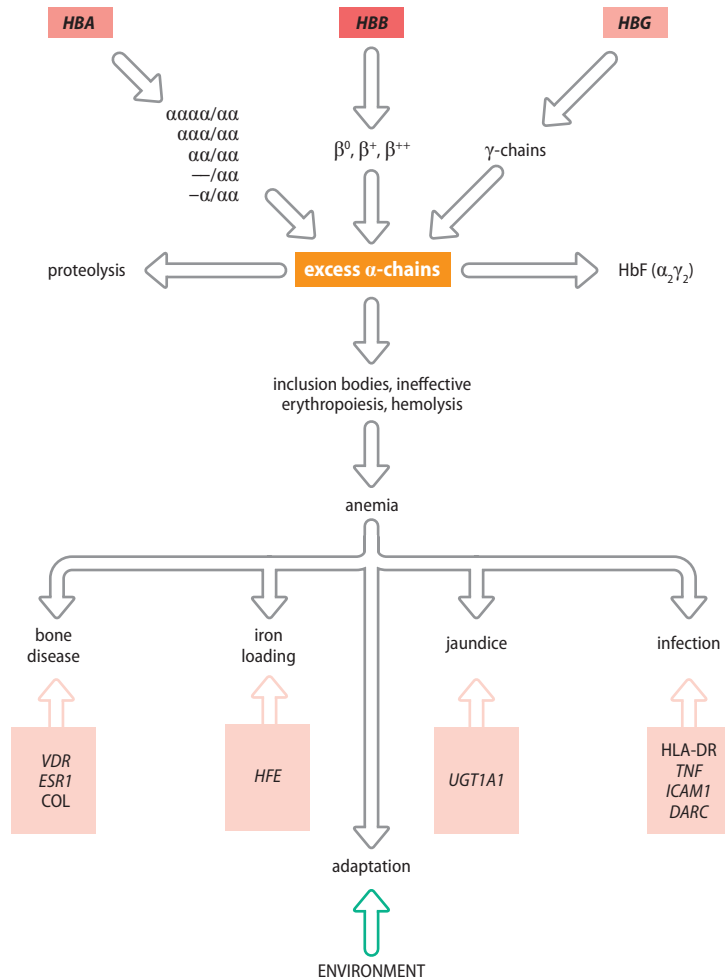 HBA
HBB
HBG
αααα/αα
ααα/αα
αα/αα
––/αα
–α/αα
β⁰, β⁺, β⁺⁺
γ-chains
proteolysis
excess α-chains
HbF (α₂γ₂)
inclusion bodies, ineffective
erythropoiesis, hemolysis
anemia
bone
disease
iron
loading
jaundice
infection
VDR
ESR1
COL
HFE
UGT1A1
HLA-DR
TNF
ICAM1
DARC
adaptation
ENVIRONMENT